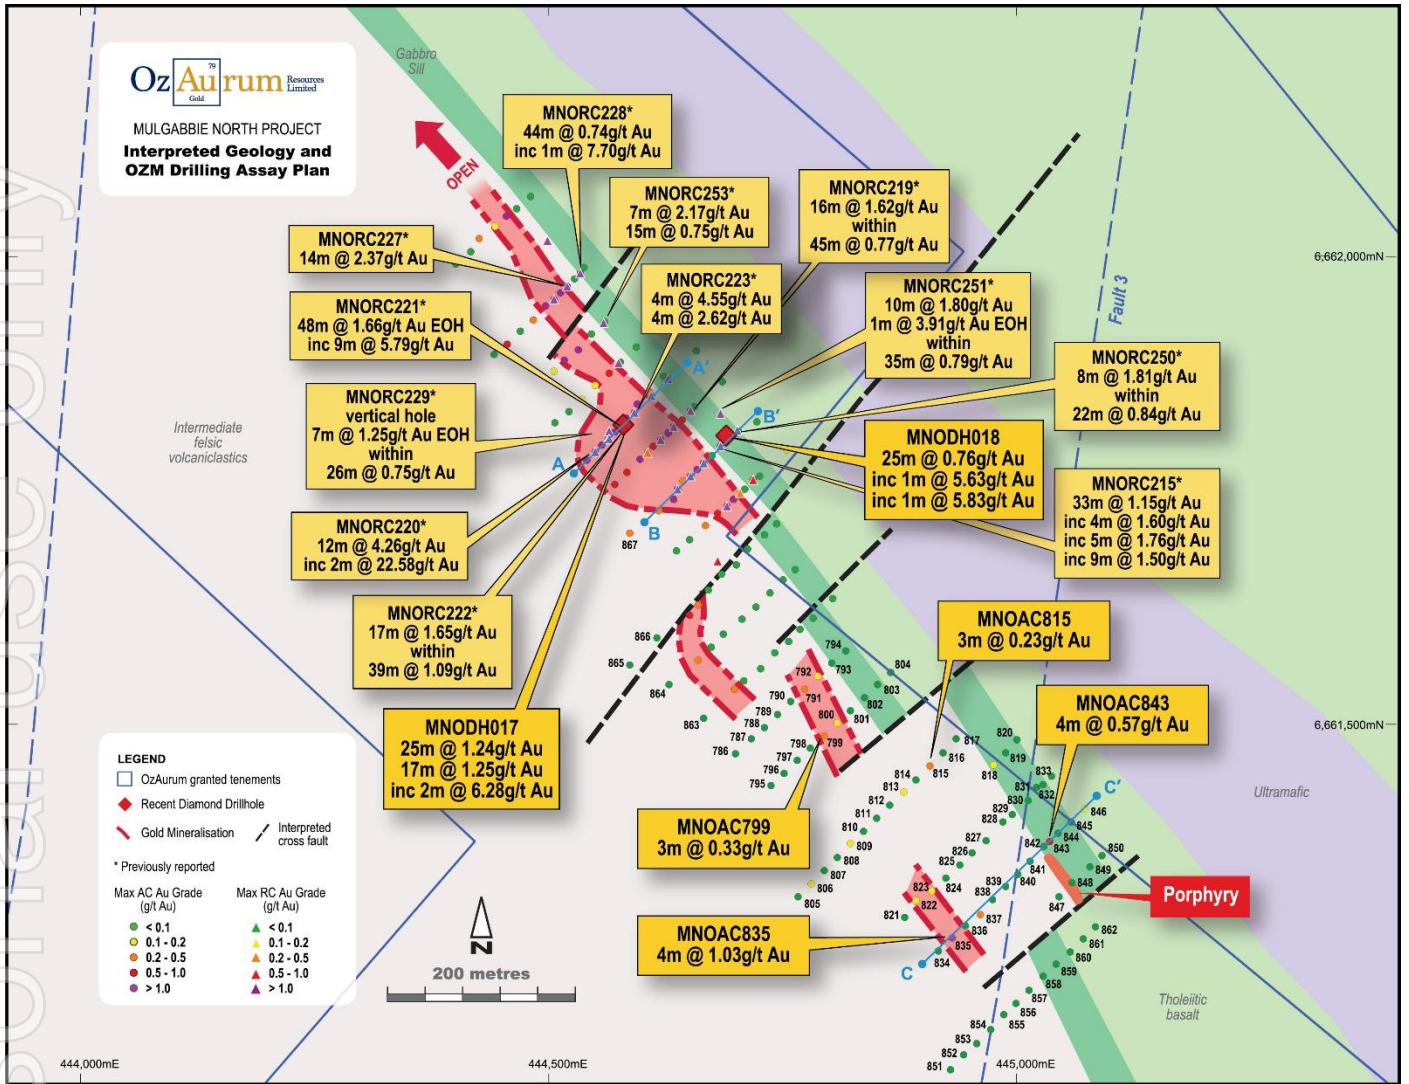 OzAurum Resources Limited
79
Gold
MULGABBIE NORTH PROJECT
Interpreted Geology and
OZM Drilling Assay Plan
Gabbro
Sill
OPEN
MNORC228*
44m @ 0.74g/t Au
inc 1m @ 7.70g/t Au
MNORC253*
7m @ 2.17g/t Au
15m @ 0.75g/t Au
MNORC219*
16m @ 1.62g/t Au
within
45m @ 0.77g/t Au
MNORC227*
14m @ 2.37g/t Au
MNORC223*
4m @ 4.55g/t Au
4m @ 2.62g/t Au
MNORC251*
10m @ 1.80g/t Au
1m @ 3.91g/t Au EOH
within
35m @ 0.79g/t Au
6,662,000mN
Fault 3
MNORC221*
48m @ 1.66g/t Au EOH
inc 9m @ 5.79g/t Au
MNORC250*
8m @ 1.81g/t Au
within
22m @ 0.84g/t Au
MNORC229*
vertical hole
7m @ 1.25g/t Au EOH
within
26m @ 0.75g/t Au
Intermediate
felsic
volcaniclastics
A
A'
B
B'
MNODH018
25m @ 0.76g/t Au
inc 1m @ 5.63g/t Au
inc 1m @ 5.83g/t Au
MNORC215*
33m @ 1.15g/t Au
inc 4m @ 1.60g/t Au
inc 5m @ 1.76g/t Au
inc 9m @ 1.50g/t Au
MNORC220*
12m @ 4.26g/t Au
inc 2m @ 22.58g/t Au
867
MNORC222*
17m @ 1.65g/t Au
within
39m @ 1.09g/t Au
MNODH017
25m @ 1.24g/t Au
17m @ 1.25g/t Au
inc 2m @ 6.28g/t Au
866
865
864
863
MNOAC815
3m @ 0.23g/t Au
MNOAC843
4m @ 0.57g/t Au
794
793
792
791
790
789
788
787
786
804
803
802
801
800
799
798
797
796
795
6,661,500mN
820
819
818
817
816
815
814
813
812
811
810
809
808
807
806
805
833
832
831
830
829
828
827
826
825
824
823
822
821
C'
846
845
844
843
842
841
840
839
838
837
836
835
834
C
850
849
848
847
Ultramafic
MNOAC799
3m @ 0.33g/t Au
MNOAC835
4m @ 1.03g/t Au
Porphyry
862
861
860
859
858
857
856
855
854
853
852
851
Tholeiitic
basalt
LEGEND
OzAurum granted tenements
Recent Diamond Drillhole
Gold Mineralisation
Interpreted
cross fault
* Previously reported
Max AC Au Grade
(g/t Au)
< 0.1
0.1 - 0.2
0.2 - 0.5
0.5 - 1.0
> 1.0
Max RC Au Grade
(g/t Au)
< 0.1
0.1 - 0.2
0.2 - 0.5
0.5 - 1.0
> 1.0
N
200 metres
444,000mE
444,500mE
445,000mE